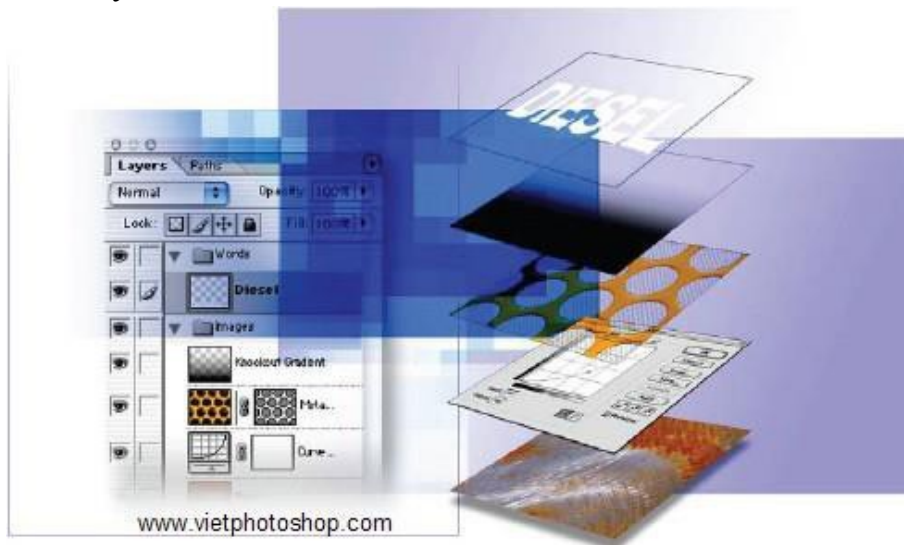 Layers Paths
Normal Opacity: 100%
Lock: Fill: 100%
Words
Diesel
Images
Knockout Gradient
Meta...
Curve...
DIESEL
www.vietphotoshop.com